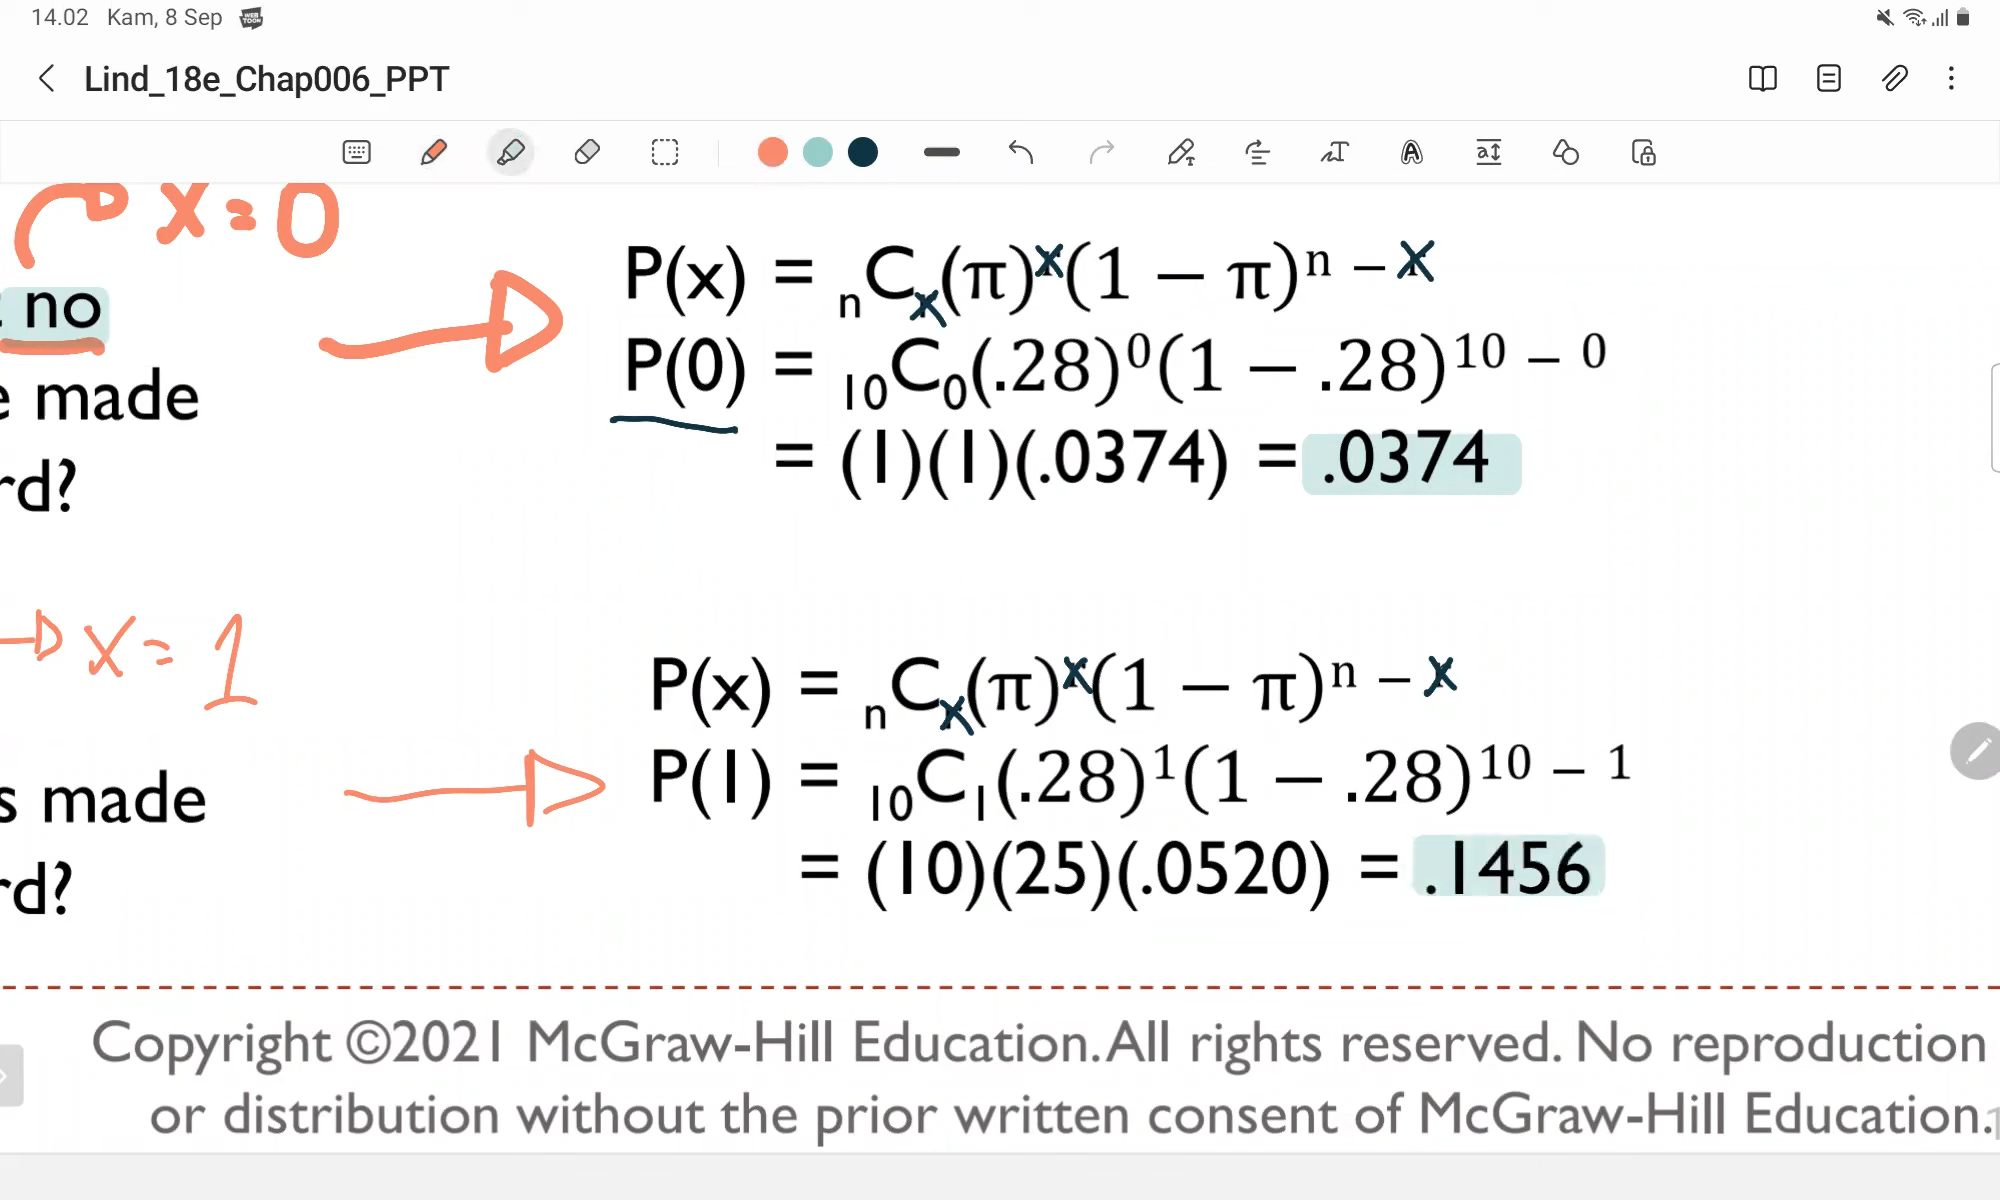 14.02 Kam, 8 Sep WEB TOON
Lind_18e_Chap006_PPT
x = 0
no
e made
rd?
P(x) = nCx(π)^x(1 – π)^n – x
P(0) = 10C0(.28)^0(1 – .28)^10 – 0
= (1)(1)(.0374) = .0374
x = 1
s made
rd?
P(x) = nCx(π)^x(1 – π)^n – x
P(1) = 10C1(.28)^1(1 – .28)^10 – 1
= (10)(25)(.0520) = .1456
Copyright ©2021 McGraw-Hill Education. All rights reserved. No reproduction
or distribution without the prior written consent of McGraw-Hill Education.